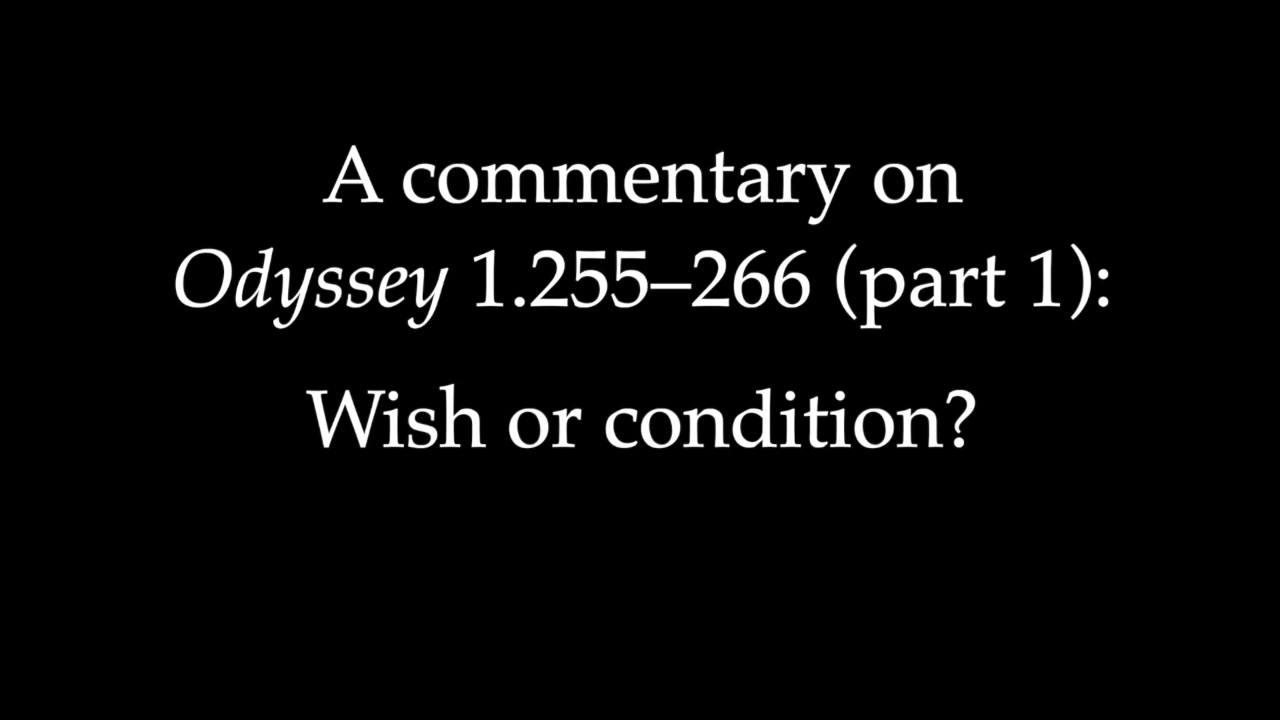 A commentary on
Odyssey 1.255–266 (part 1):
Wish or condition?